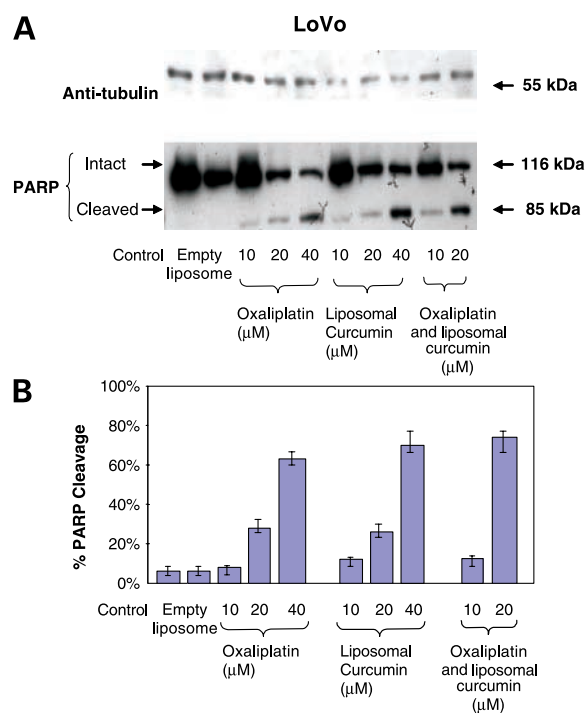 A
LoVo
Anti-tubulin
55 kDa
PARP
Intact
116 kDa
Cleaved
85 kDa
Control Empty liposome 10 20 40 10 20 40 10 20
Oxaliplatin (μM)
Liposomal Curcumin (μM)
Oxaliplatin and liposomal curcumin (μM)
B
% PARP Cleavage
100%
80%
60%
40%
20%
0%
Control Empty liposome 10 20 40 10 20 40 10 20
Oxaliplatin (μM)
Liposomal Curcumin (μM)
Oxaliplatin and liposomal curcumin (μM)